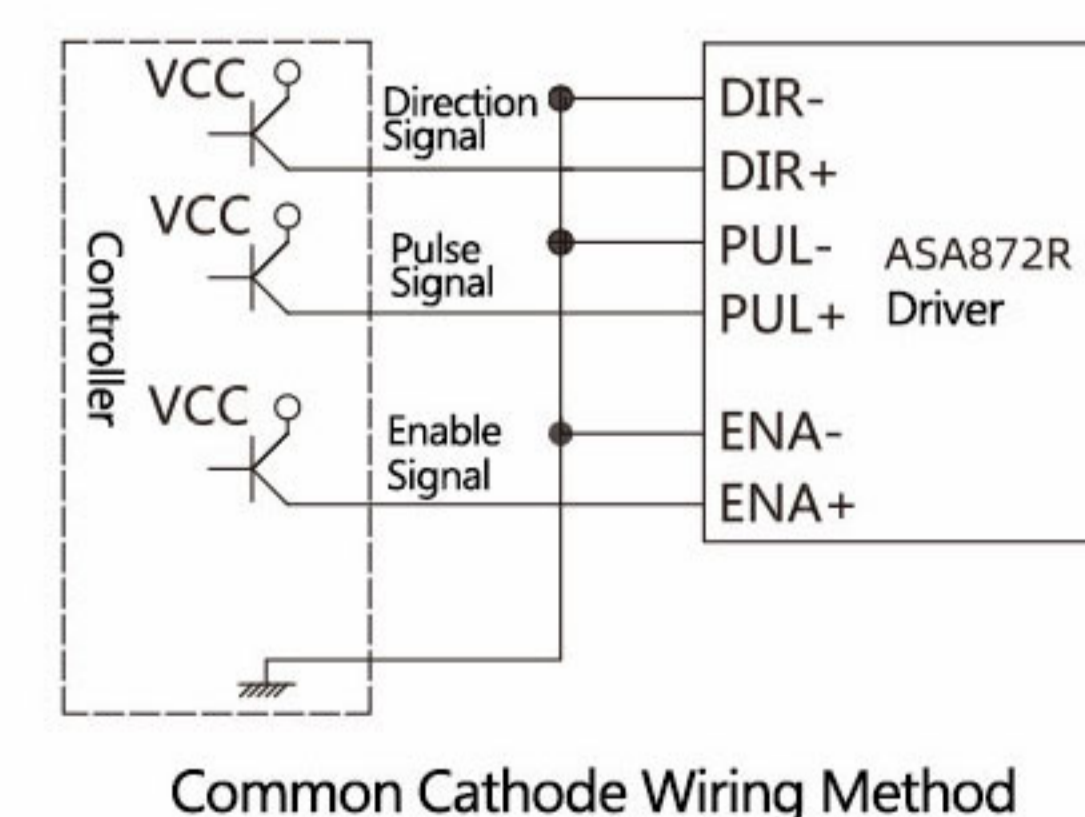 VCC
Direction
Signal
DIR-
DIR+
VCC
Pulse
Signal
PUL-
PUL+
ASA872R
Driver
Controller
VCC
Enable
Signal
ENA-
ENA+
Common Cathode Wiring Method